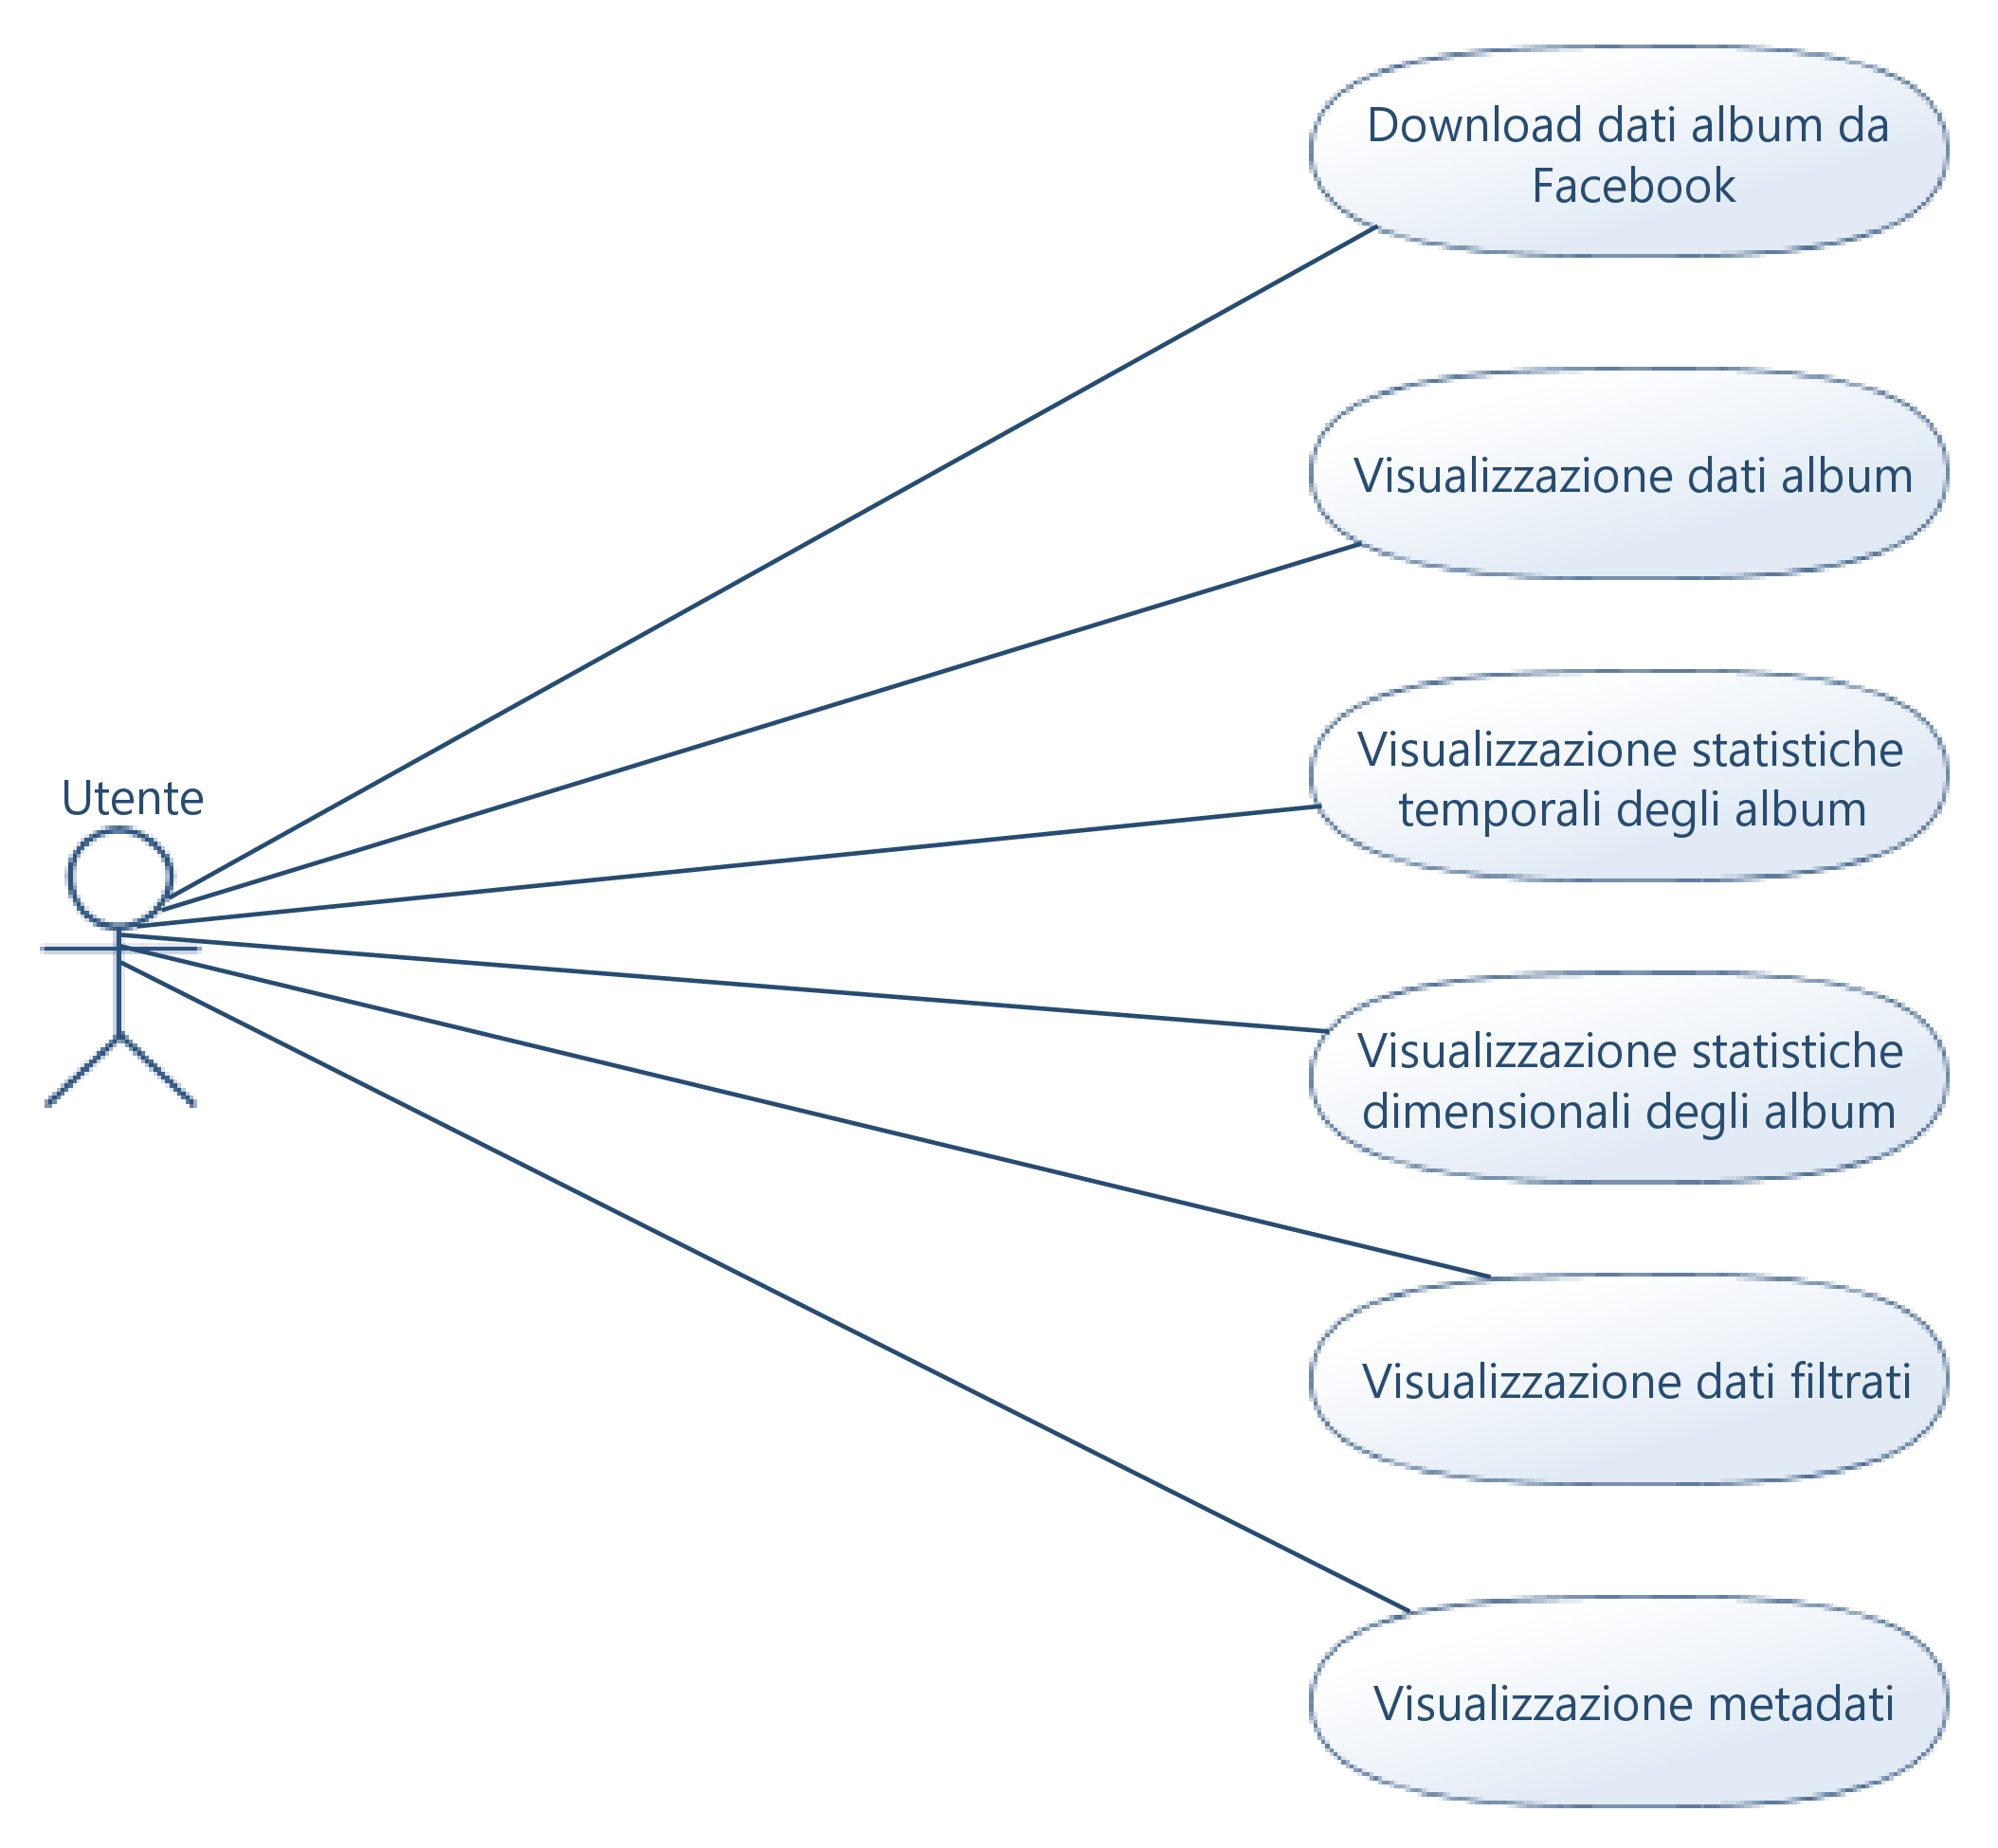 Download dati album da
Facebook
Visualizzazione dati album
Visualizzazione statistiche
temporali degli album
Utente
Visualizzazione statistiche
dimensionali degli album
Visualizzazione dati filtrati
Visualizzazione metadati